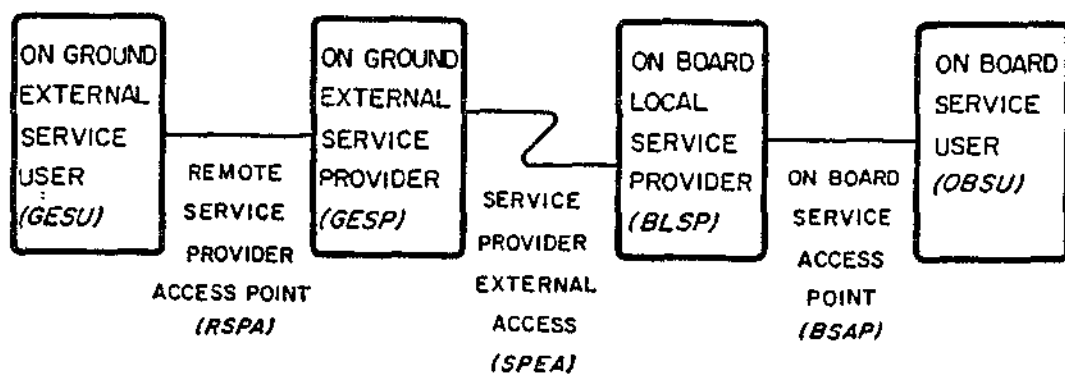 ON GROUND
EXTERNAL
SERVICE
USER
(GESU)
REMOTE
SERVICE
PROVIDER
ACCESS POINT
(RSPA)
ON GROUND
EXTERNAL
SERVICE
PROVIDER
(GESP)
SERVICE
PROVIDER
EXTERNAL
ACCESS
(SPEA)
ON BOARD
LOCAL
SERVICE
PROVIDER
(BLSP)
ON BOARD
SERVICE
ACCESS
POINT
(BSAP)
ON BOARD
SERVICE
USER
(OBSU)